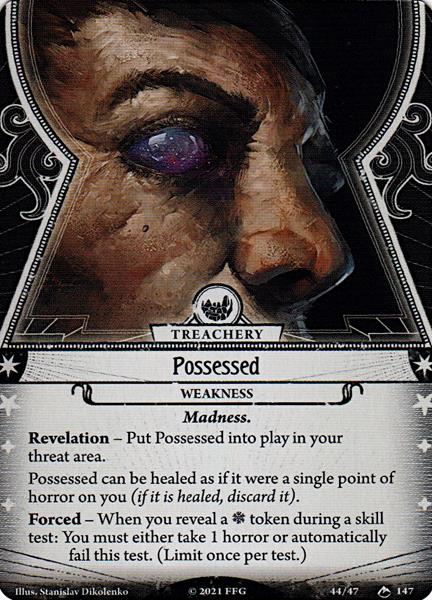 TREACHERY
Possessed
WEAKNESS
Madness.
Revelation – Put Possessed into play in your
threat area.
Possessed can be healed as if it were a single point of
horror on you (if it is healed, discard it).
Forced – When you reveal a token during a skill
test: You must either take 1 horror or automatically
fail this test. (Limit once per test.)
Illus. Stanislav Dikolenko © 2021 FFG 44/47 147